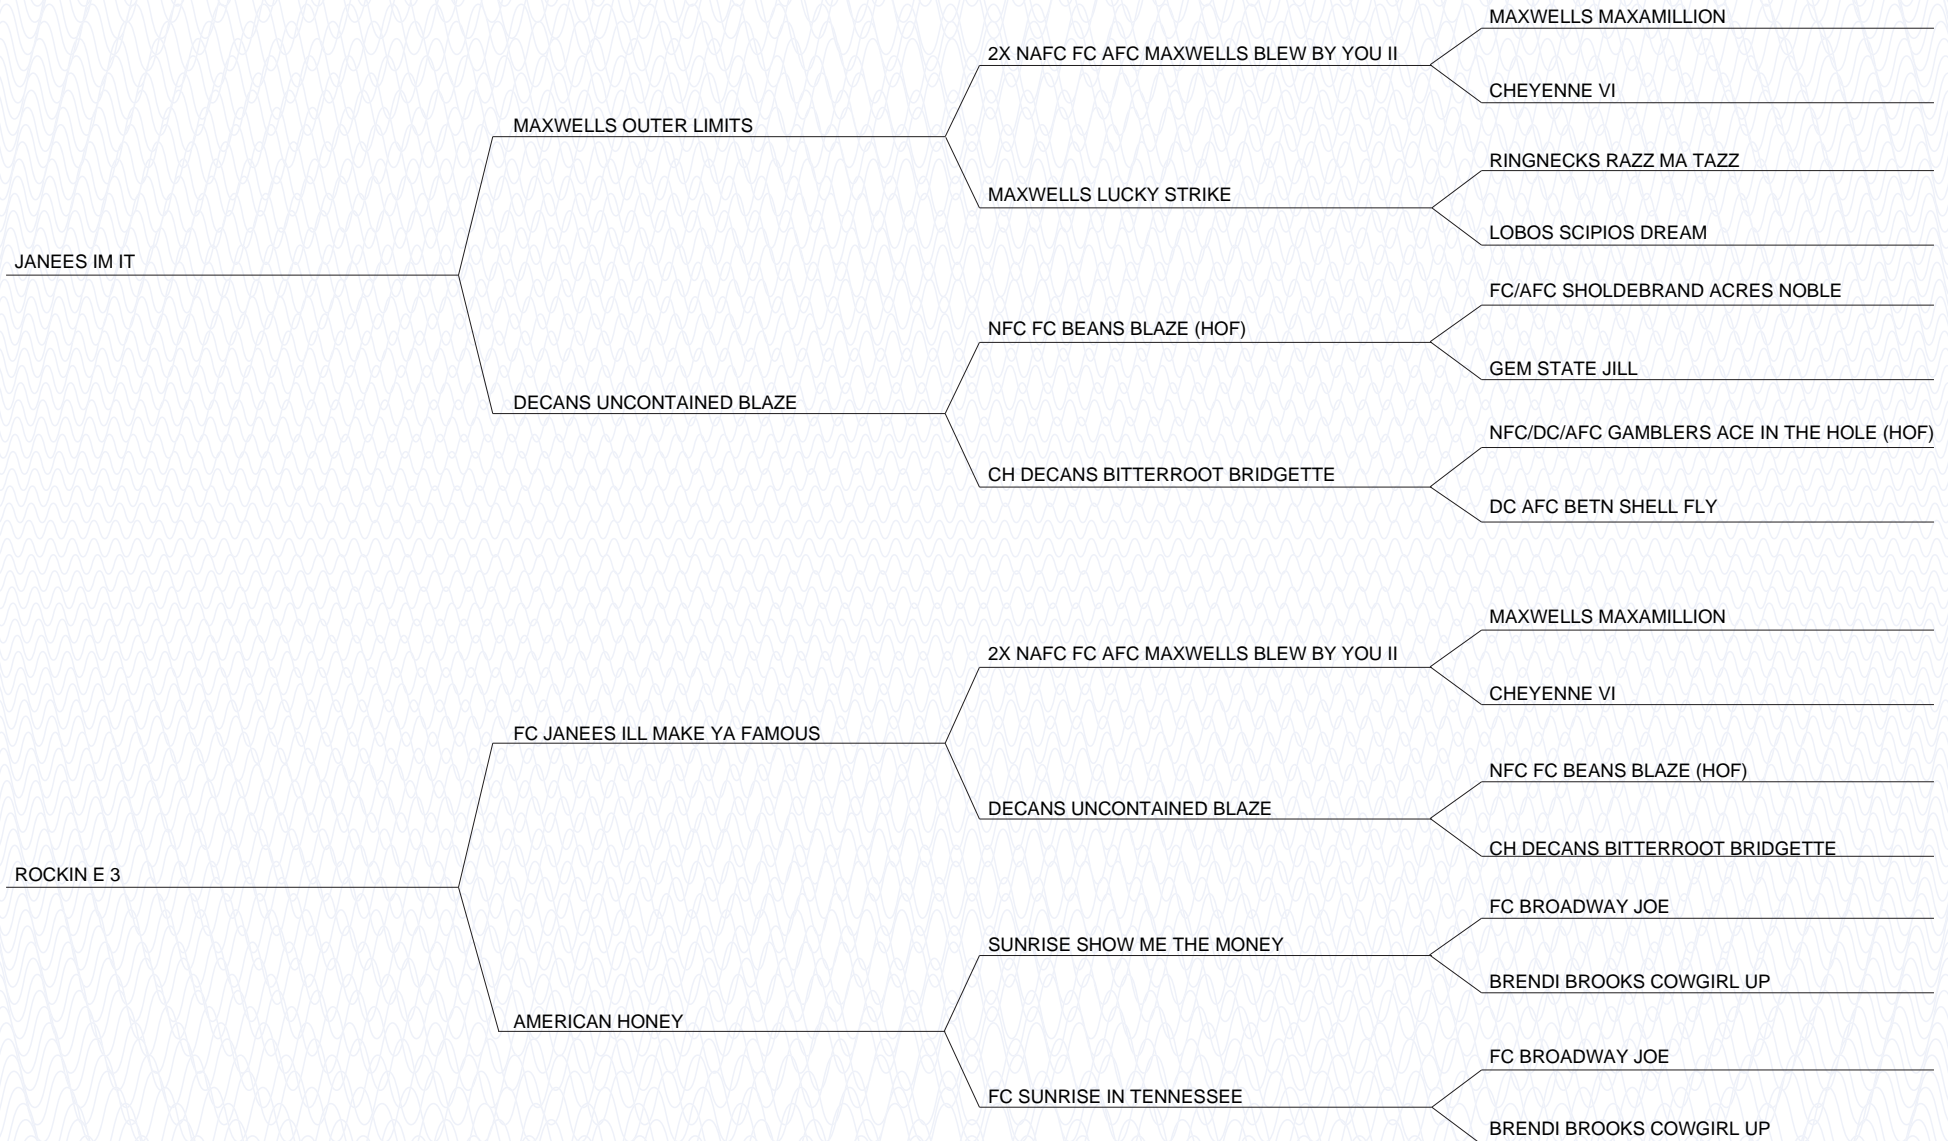 MAXWELLS MAXAMILLION
2X NAFC FC AFC MAXWELLS BLEW BY YOU II
CHEYENNE VI
MAXWELLS OUTER LIMITS
RINGNECKS RAZZ MA TAZZ
MAXWELLS LUCKY STRIKE
LOBOS SCIPIOS DREAM
JANEES IM IT
FC/AFC SHOLDEBRAND ACRES NOBLE
NFC FC BEANS BLAZE (HOF)
GEM STATE JILL
DECANS UNCONTAINED BLAZE
NFC/DC/AFC GAMBLERS ACE IN THE HOLE (HOF)
CH DECANS BITTERROOT BRIDGETTE
DC AFC BETN SHELL FLY
MAXWELLS MAXAMILLION
2X NAFC FC AFC MAXWELLS BLEW BY YOU II
CHEYENNE VI
FC JANEES ILL MAKE YA FAMOUS
NFC FC BEANS BLAZE (HOF)
DECANS UNCONTAINED BLAZE
CH DECANS BITTERROOT BRIDGETTE
ROCKIN E 3
FC BROADWAY JOE
SUNRISE SHOW ME THE MONEY
BRENDI BROOKS COWGIRL UP
AMERICAN HONEY
FC BROADWAY JOE
FC SUNRISE IN TENNESSEE
BRENDI BROOKS COWGIRL UP